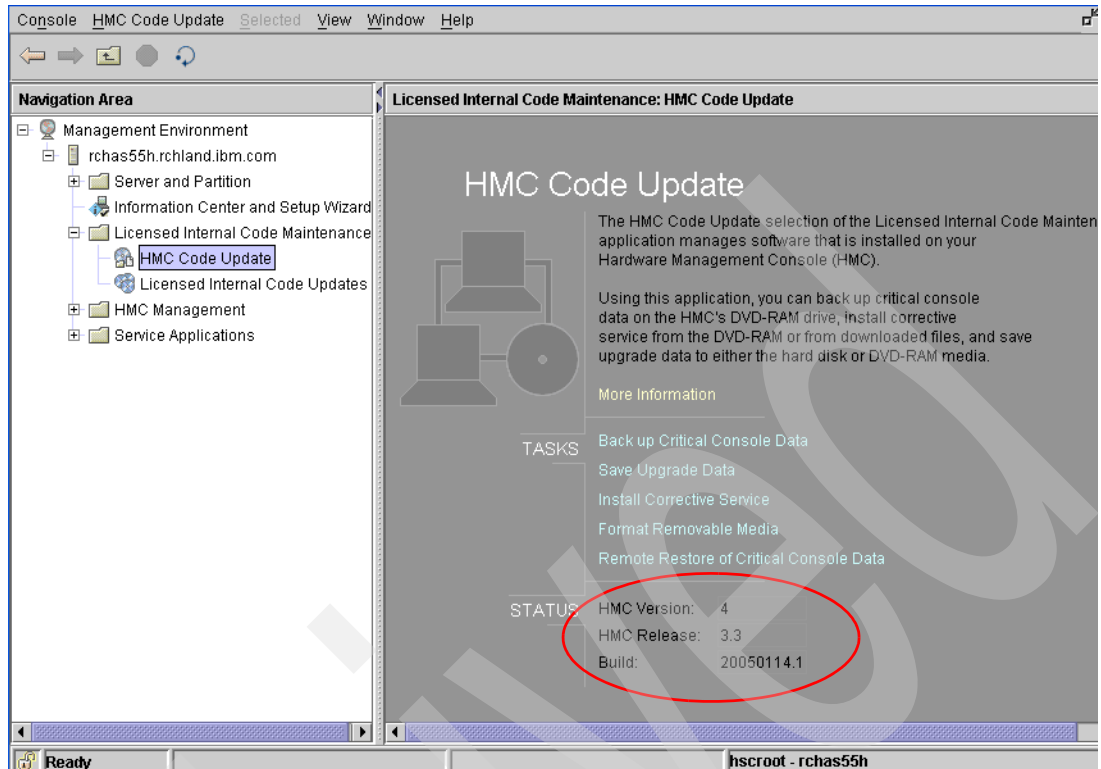 Console HMC Code Update Selected View Window Help
Navigation Area
Licensed Internal Code Maintenance: HMC Code Update
Management Environment
rchas55h.rchland.ibm.com
Server and Partition
Information Center and Setup Wizard
Licensed Internal Code Maintenance
HMC Code Update
Licensed Internal Code Updates
HMC Management
Service Applications
HMC Code Update
The HMC Code Update selection of the Licensed Internal Code Mainten
application manages software that is installed on your
Hardware Management Console (HMC).
Using this application, you can back up critical console
data on the HMC's DVD-RAM drive, install corrective
service from the DVD-RAM or from downloaded files, and save
upgrade data to either the hard disk or DVD-RAM media.
More Information
TASKS
Back up Critical Console Data
Save Upgrade Data
Install Corrective Service
Format Removable Media
Remote Restore of Critical Console Data
STATUS
HMC Version: 4
HMC Release: 3.3
Build: 20050114.1
Ready
hscroot - rchas55h